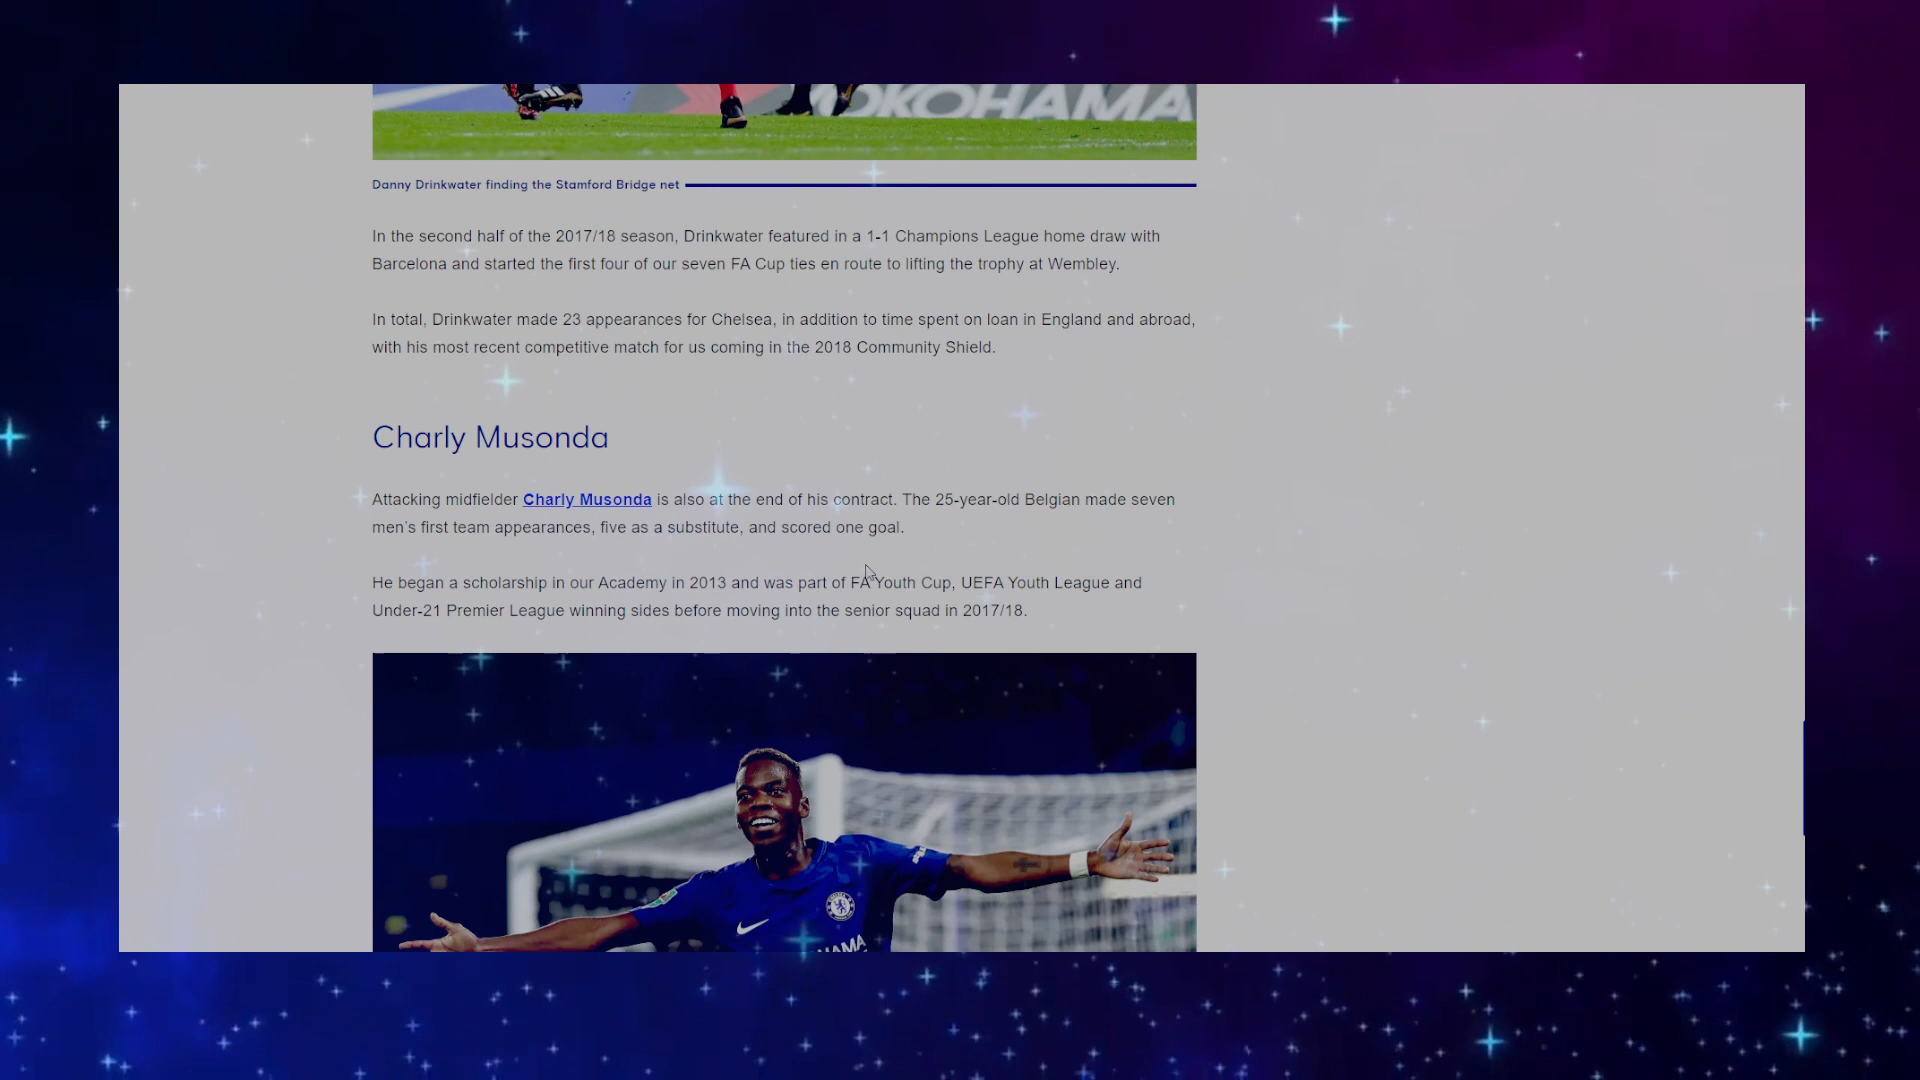 YOKOHAMA
Danny Drinkwater finding the Stamford Bridge net
In the second half of the 2017/18 season, Drinkwater featured in a 1-1 Champions League home draw with
Barcelona and started the first four of our seven FA Cup ties en route to lifting the trophy at Wembley.
In total, Drinkwater made 23 appearances for Chelsea, in addition to time spent on loan in England and abroad,
with his most recent competitive match for us coming in the 2018 Community Shield.
Charly Musonda
Attacking midfielder Charly Musonda is also at the end of his contract. The 25-year-old Belgian made seven
men's first team appearances, five as a substitute, and scored one goal.
He began a scholarship in our Academy in 2013 and was part of FA Youth Cup, UEFA Youth League and
Under-21 Premier League winning sides before moving into the senior squad in 2017/18.